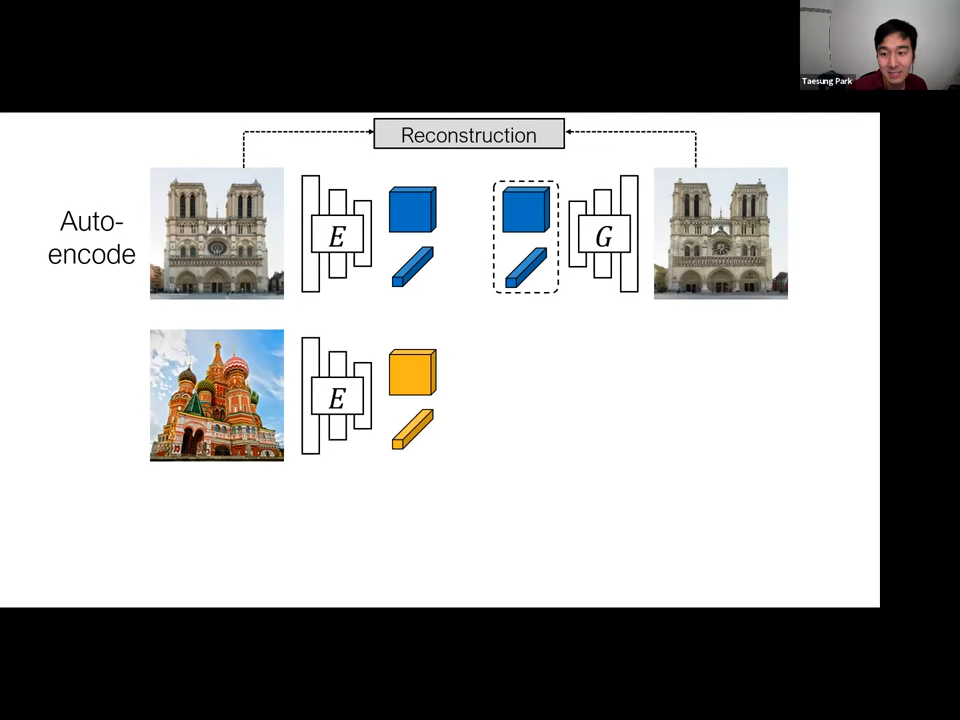 Taesung Park
Reconstruction
Auto-
encode
E
G
E